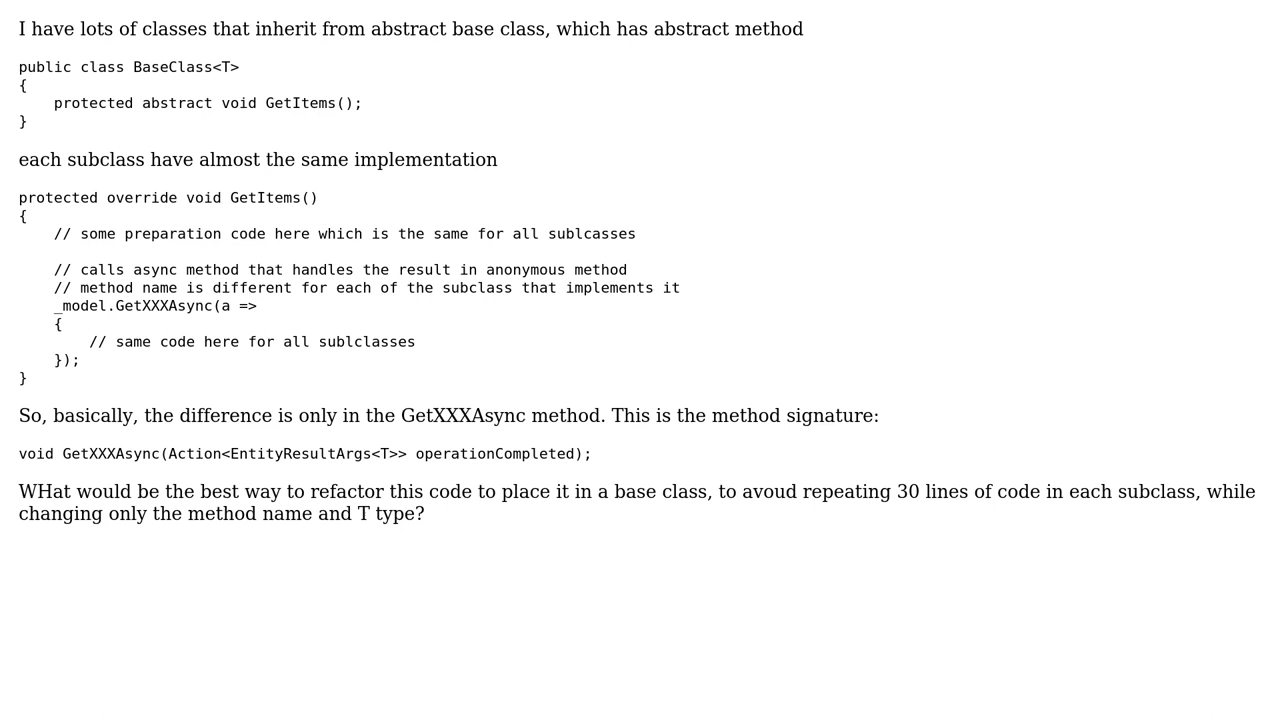 I have lots of classes that inherit from abstract base class, which has abstract method
public class BaseClass<T>
{
    protected abstract void GetItems();
}
each subclass have almost the same implementation
protected override void GetItems()
{
    // some preparation code here which is the same for all sublcasses
    // calls async method that handles the result in anonymous method
    // method name is different for each of the subclass that implements it
    _model.GetXXXAsync(a =>
    {
        // same code here for all sublclasses
    });
}
So, basically, the difference is only in the GetXXXAsync method. This is the method signature:
void GetXXXAsync(Action<EntityResultArgs<T>> operationCompleted);
WHat would be the best way to refactor this code to place it in a base class, to avoud repeating 30 lines of code in each subclass, while
changing only the method name and T type?